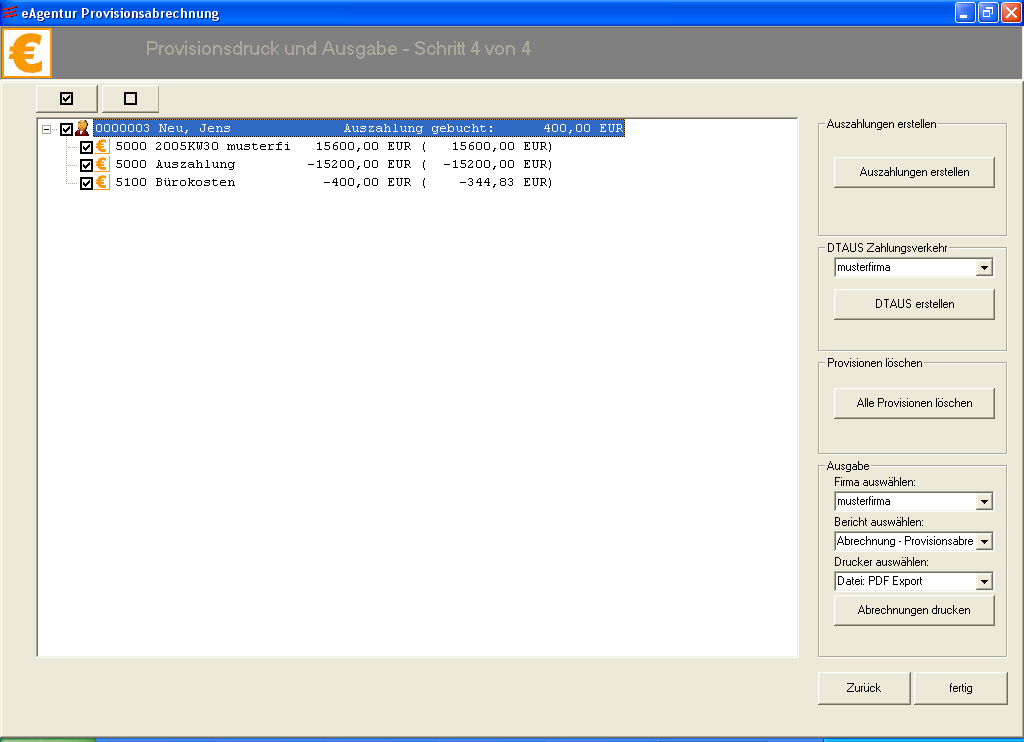 eAgentur Provisionsabrechnung
Provisionsdruck und Ausgabe - Schritt 4 von 4
0000003 Neu, Jens Auszahlung gebucht: 400,00 EUR
5000 2005KW30 musterfi 15600,00 EUR ( 15600,00 EUR)
5000 Auszahlung -15200,00 EUR ( -15200,00 EUR)
5100 Bürokosten -400,00 EUR ( -344,83 EUR)
Auszahlungen erstellen
Auszahlungen erstellen
DTAUS Zahlungsverkehr
musterfirma
DTAUS erstellen
Provisionen löschen
Alle Provisionen löschen
Ausgabe
Firma auswählen:
musterfirma
Bericht auswählen:
Abrechnung - Provisionsabre
Drucker auswählen:
Datei: PDF Export
Abrechnungen drucken
Zurück
fertig